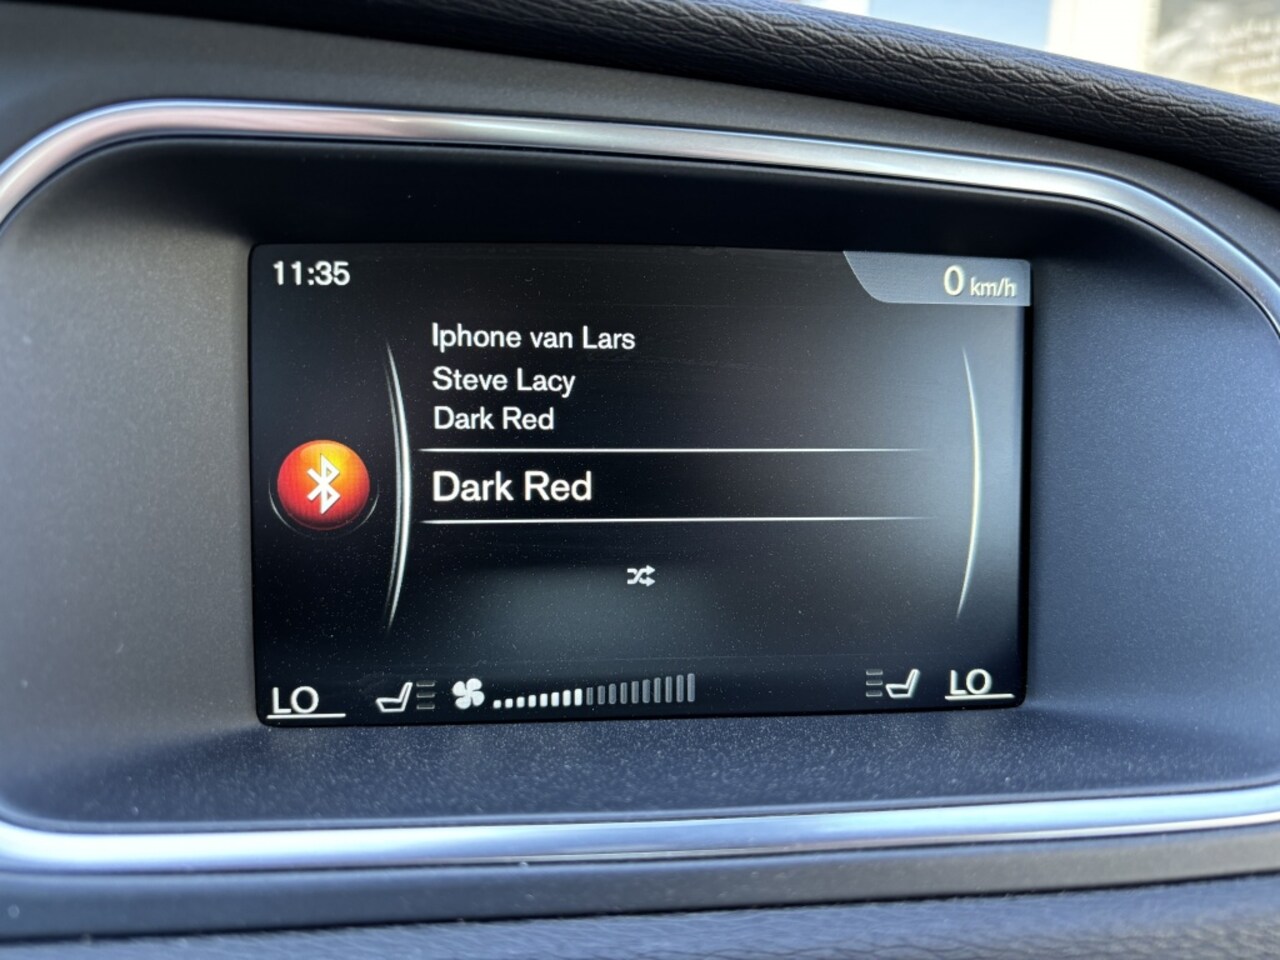 11:35
0 km/h
Iphone van Lars
Steve Lacy
Dark Red
Dark Red
LO
LO